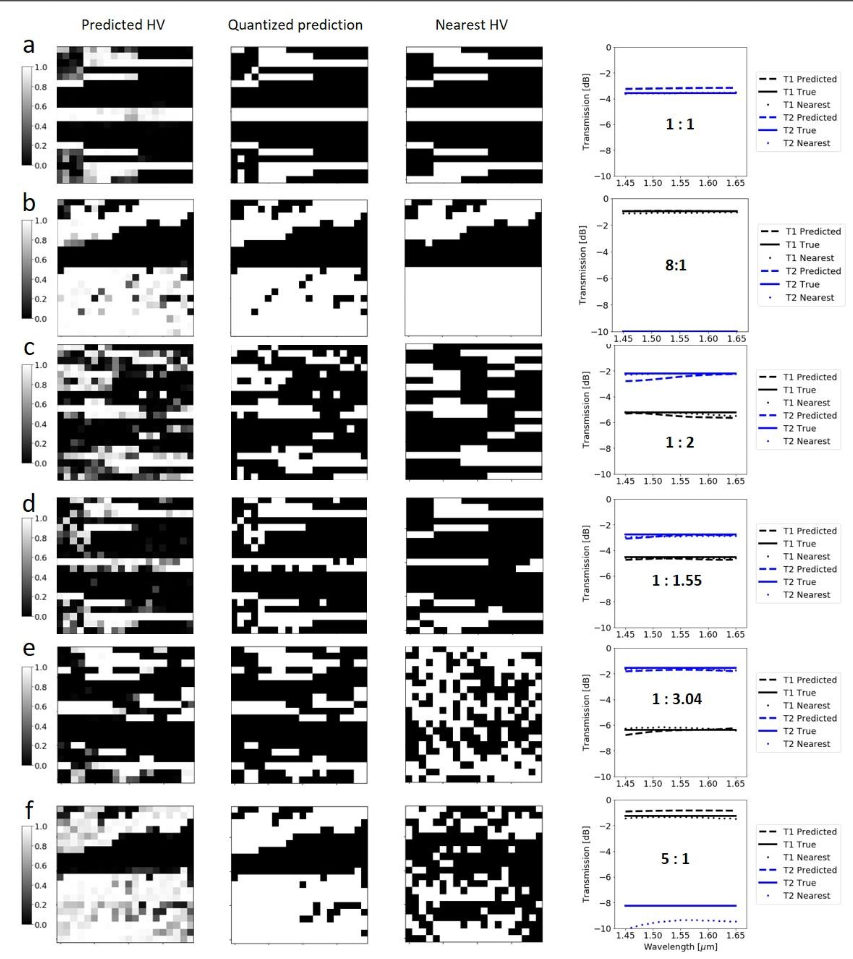 Predicted HV Quantized prediction Nearest HV
a
1.0
0.8
0.6
0.4
0.2
0.0
Transmission [dB]
0
−2
−4
−6
−8
−10
1 : 1
1.45 1.50 1.55 1.60 1.65
T1 Predicted
T1 True
T1 Nearest
T2 Predicted
T2 True
T2 Nearest
b
1.0
0.8
0.6
0.4
0.2
0.0
Transmission [dB]
0
−2
−4
−6
−8
−10
8:1
1.45 1.50 1.55 1.60 1.65
T1 Predicted
T1 True
T1 Nearest
T2 Predicted
T2 True
T2 Nearest
c
1.0
0.8
0.6
0.4
0.2
0.0
Transmission [dB]
0
−2
−4
−6
−8
−10
1 : 2
1.45 1.50 1.55 1.60 1.65
T1 Predicted
T1 True
T1 Nearest
T2 Predicted
T2 True
T2 Nearest
d
1.0
0.8
0.6
0.4
0.2
0.0
Transmission [dB]
0
−2
−4
−6
−8
−10
1 : 1.55
1.45 1.50 1.55 1.60 1.65
T1 Predicted
T1 True
T1 Nearest
T2 Predicted
T2 True
T2 Nearest
e
1.0
0.8
0.6
0.4
0.2
0.0
Transmission [dB]
0
−2
−4
−6
−8
−10
1 : 3.04
1.45 1.50 1.55 1.60 1.65
T1 Predicted
T1 True
T1 Nearest
T2 Predicted
T2 True
T2 Nearest
f
1.0
0.8
0.6
0.4
0.2
0.0
Transmission [dB]
0
−2
−4
−6
−8
−10
5 : 1
1.45 1.50 1.55 1.60 1.65
Wavelength [μm]
T1 Predicted
T1 True
T1 Nearest
T2 Predicted
T2 True
T2 Nearest